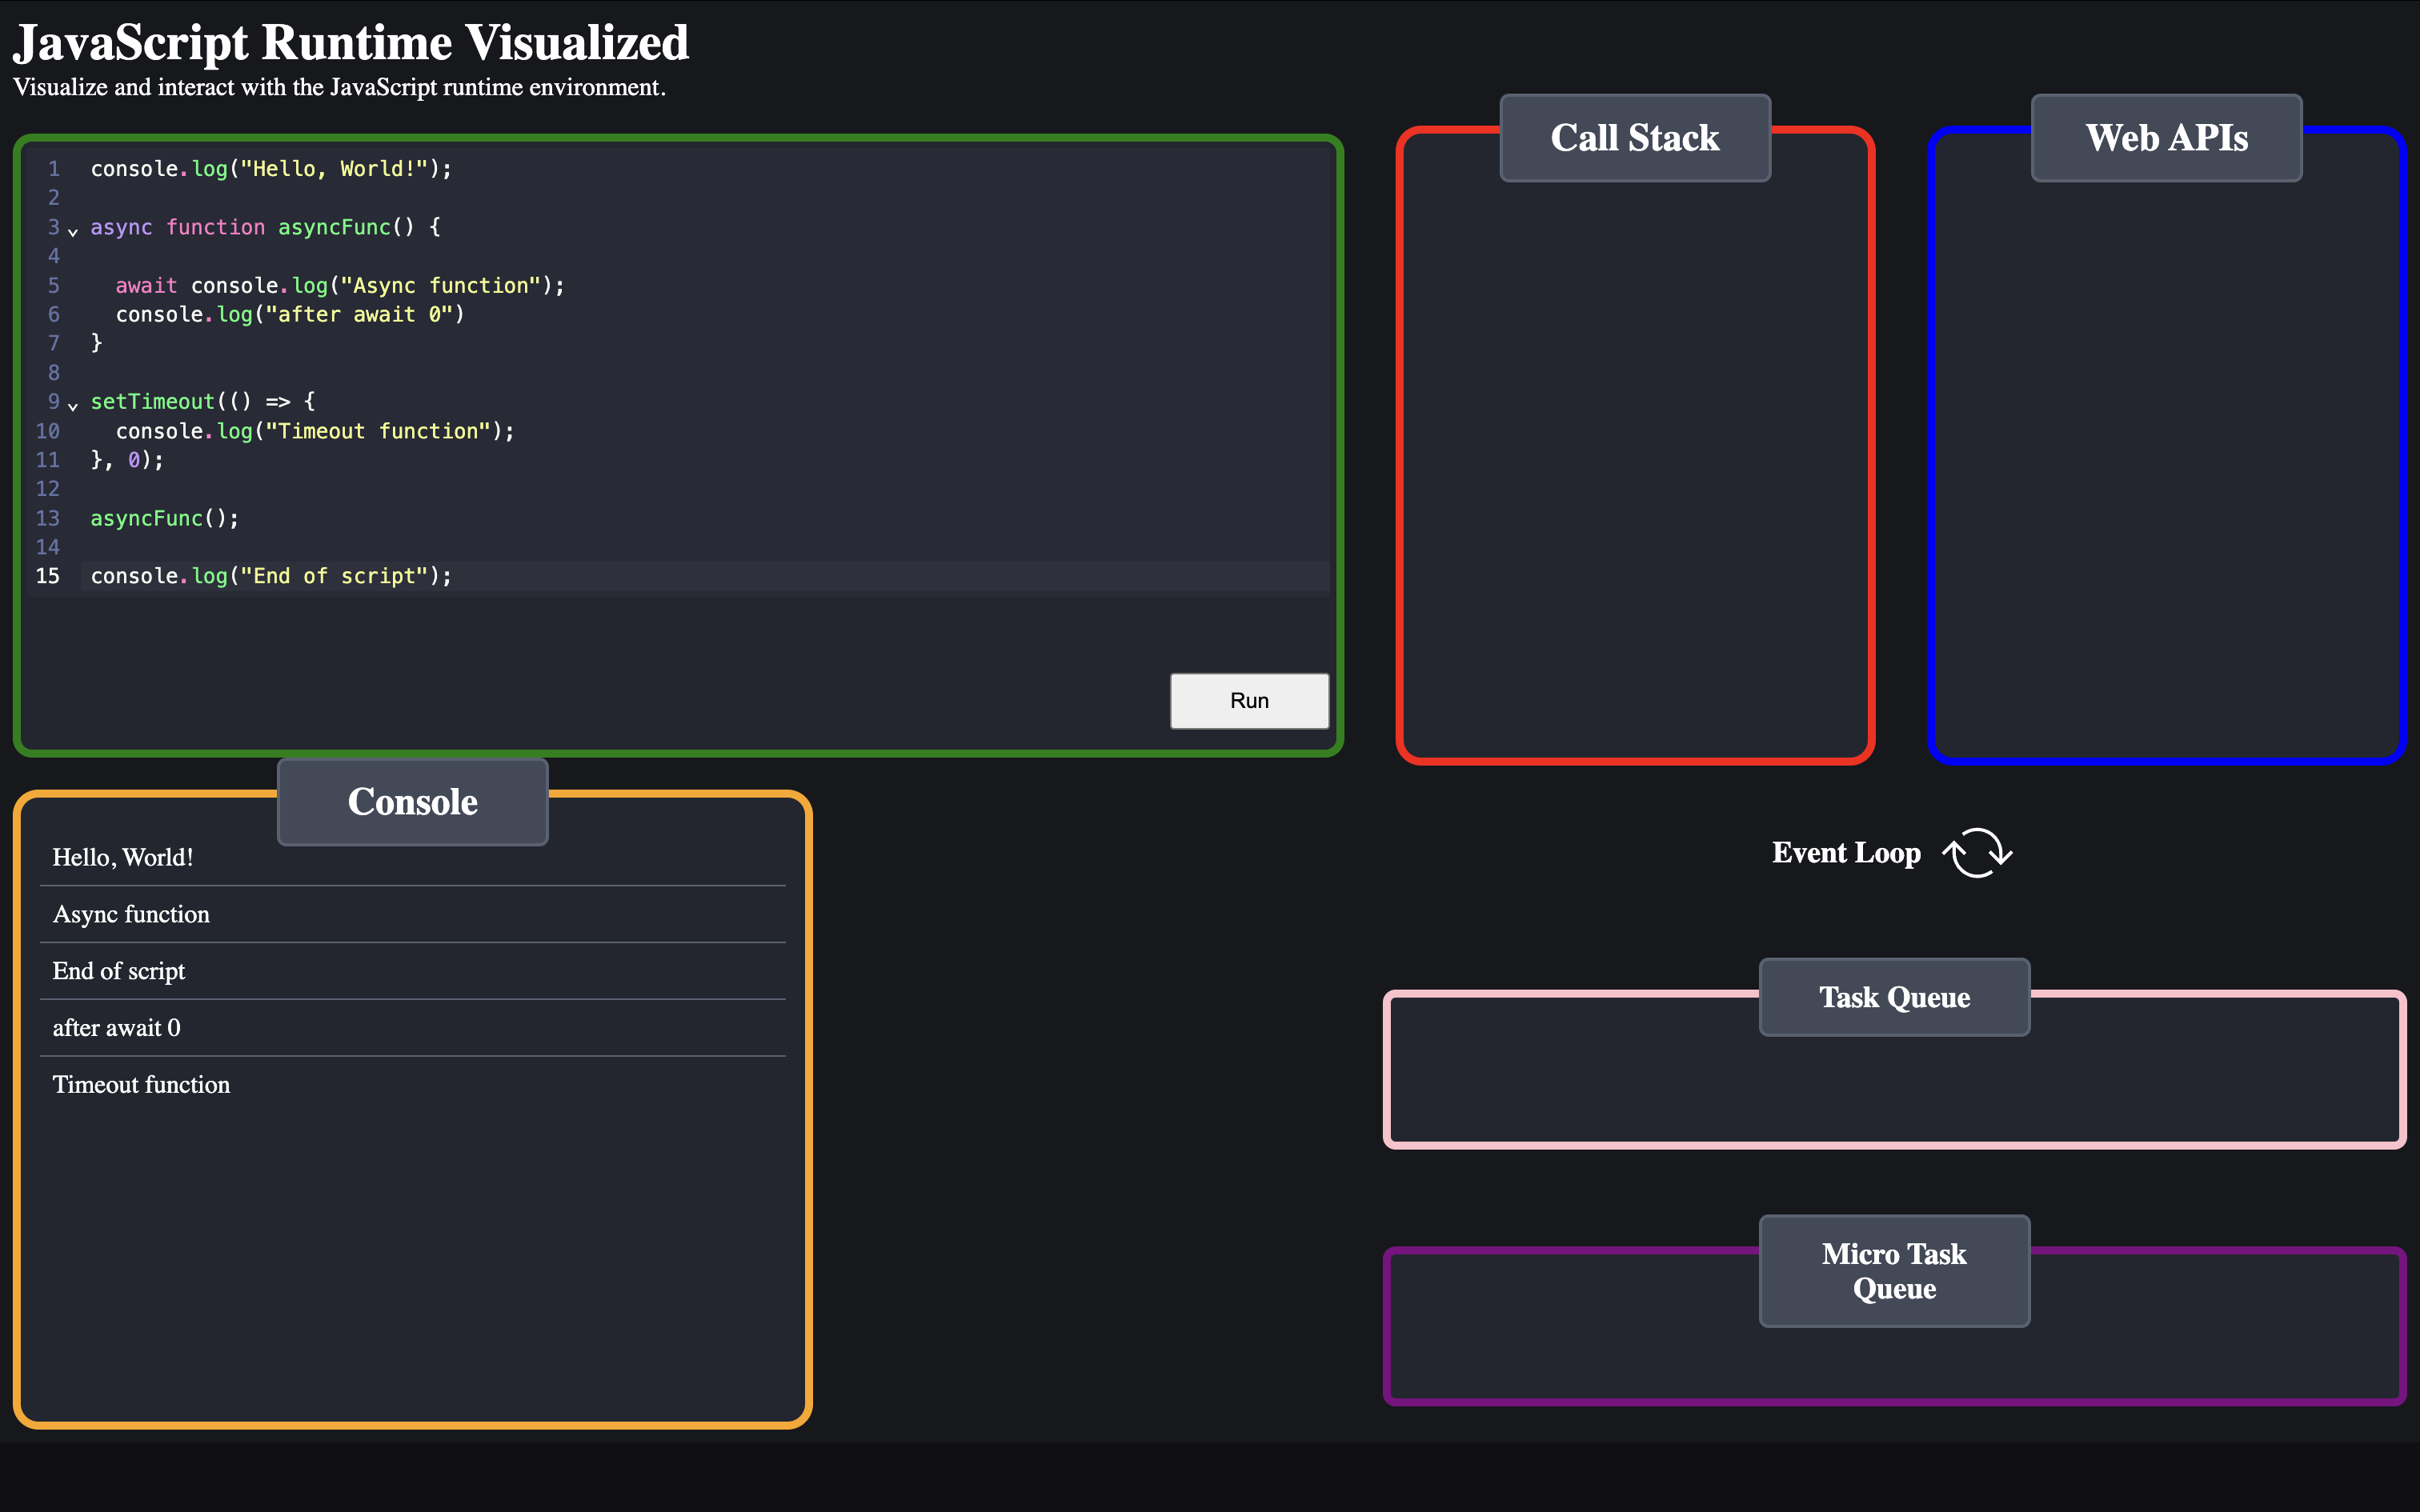 JavaScript Runtime Visualized
Visualize and interact with the JavaScript runtime environment.
1 console.log("Hello, World!");
2
3 async function asyncFunc() {
4
5 await console.log("Async function");
6 console.log("after await 0")
7 }
8
9 setTimeout(() => {
10 console.log("Timeout function");
11 }, 0);
12
13 asyncFunc();
14
15 console.log("End of script");
Run
Call Stack
Web APIs
Console
Hello, World!
Async function
End of script
after await 0
Timeout function
Event Loop
Task Queue
Micro Task
Queue